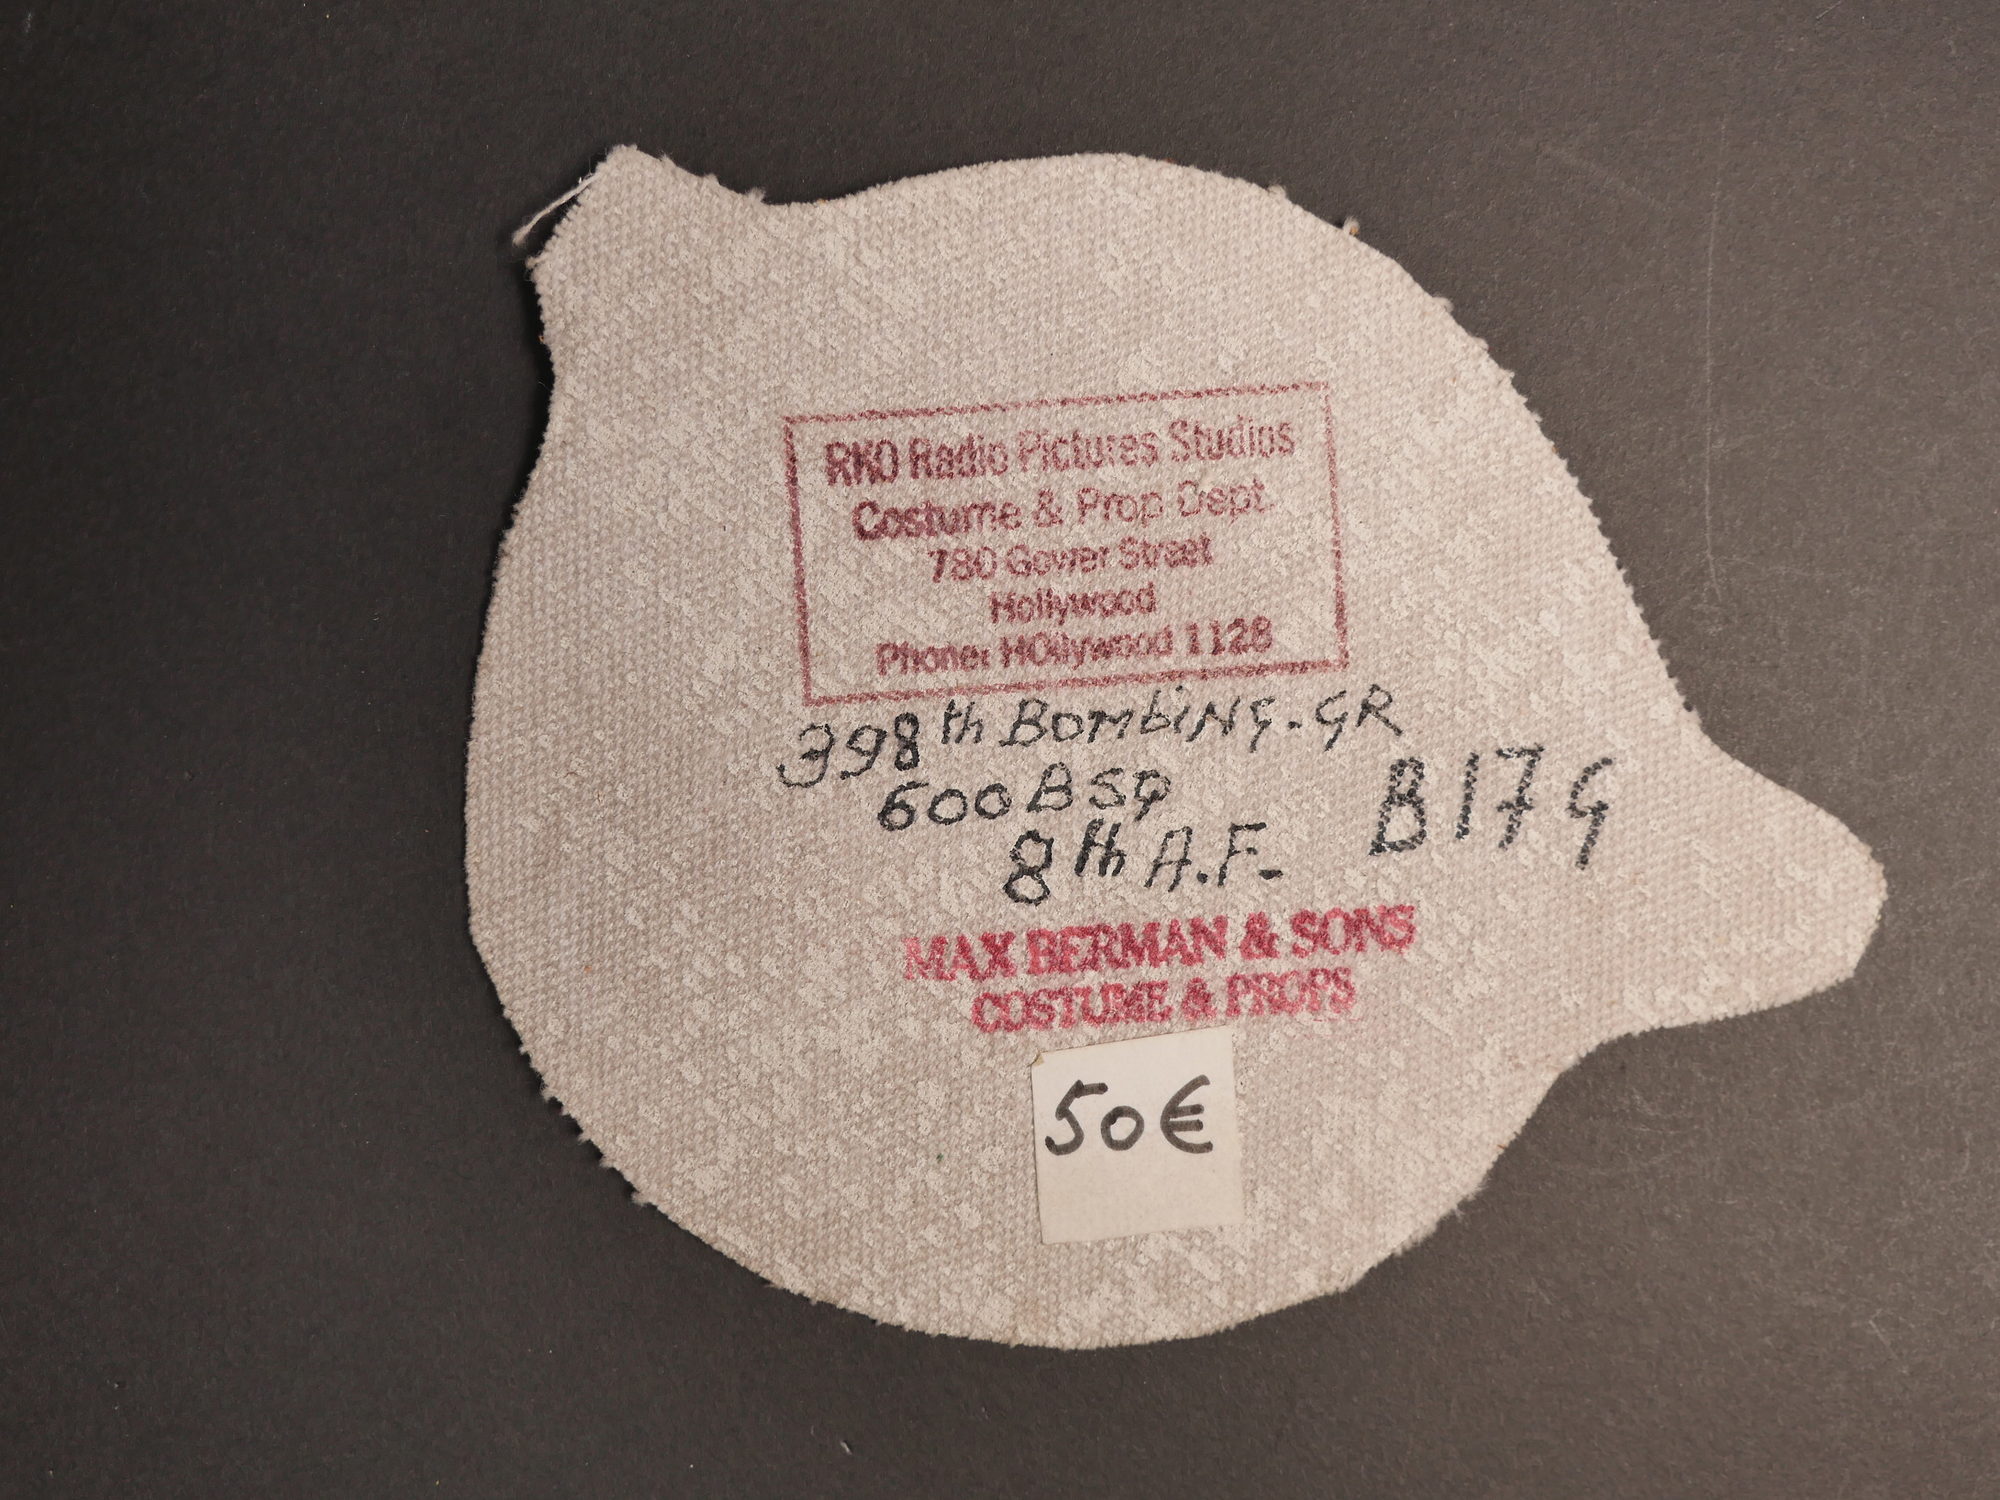 RKO Radio Pictures Studios
Costume & Prop Dept.
780 Gower Street
Hollywood
Phone: HOllywood 1128
398th BOMbiNG. GR
600 B SQ
B17G
8th A.F.
MAX BERMAN & SONS
COSTUME & PROPS
50€